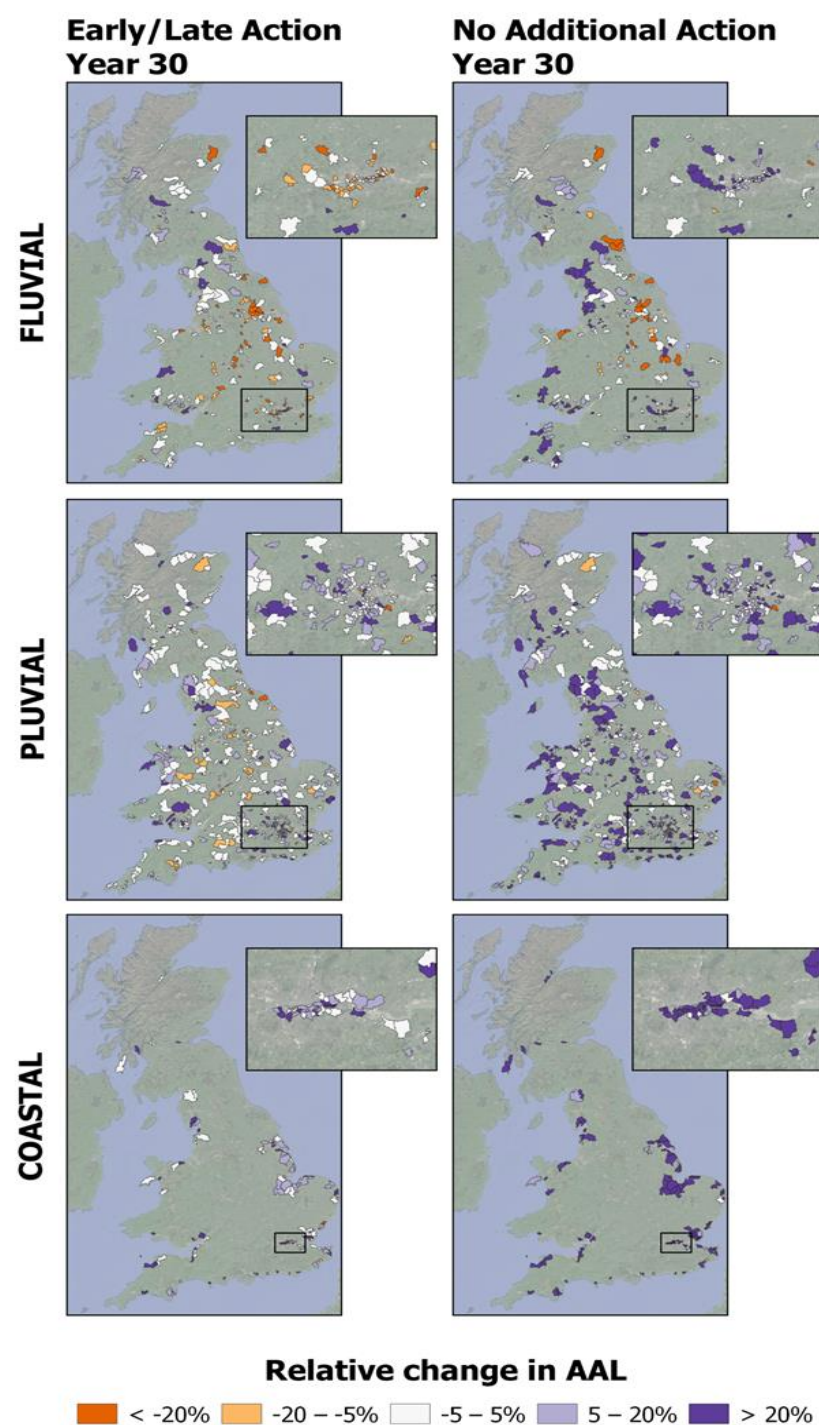 Early/Late Action
Year 30
No Additional Action
Year 30
FLUVIAL
PLUVIAL
COASTAL
Relative change in AAL
< -20%
-20 – -5%
-5 – 5%
5 – 20%
> 20%